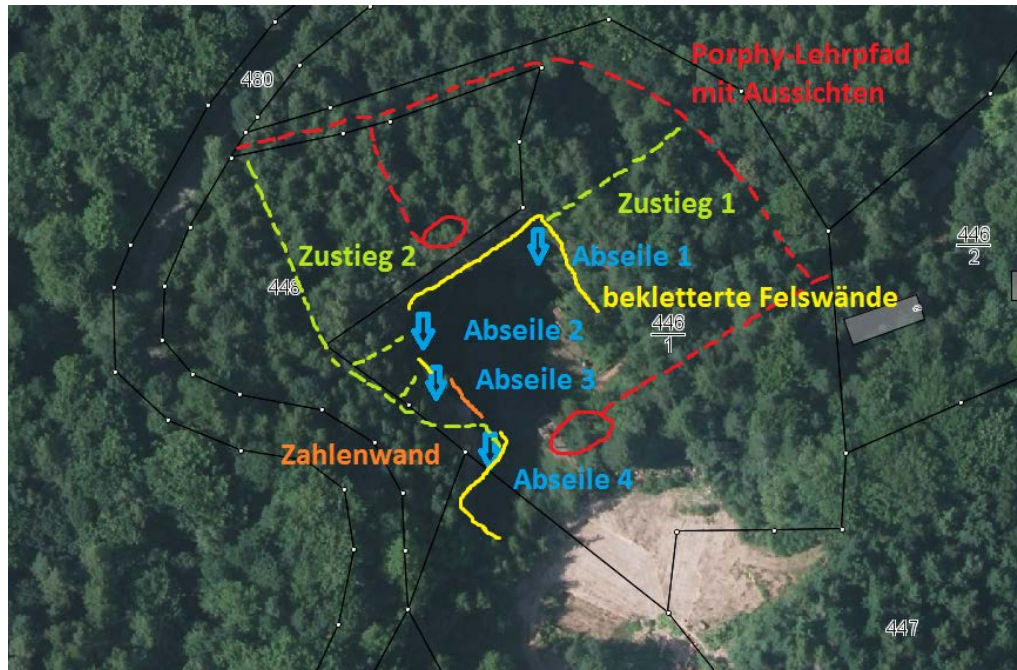 480
Porphy-Lehrpfad
mit Aussichten
Zustieg 1
Zustieg 2
448
Abseile 1
446
2
bekletterte Felswände
446
1
Abseile 2
Abseile 3
Zahlenwand
Abseile 4
447